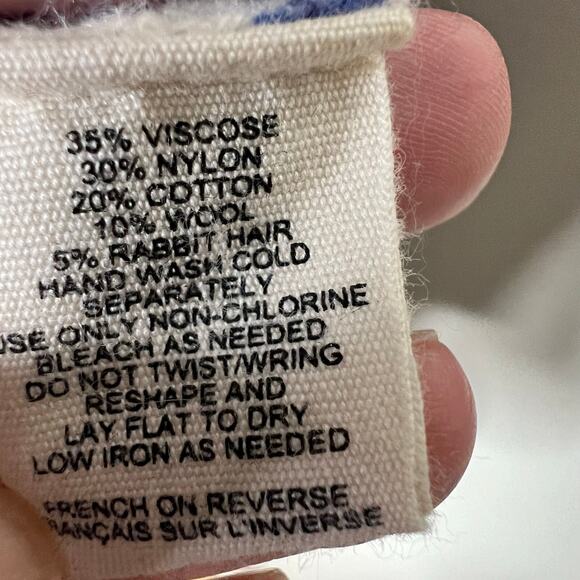 35% VISCOSE
30% NYLON
20% COTTON
10% WOOL
5% RABBIT HAIR
HAND WASH COLD
SEPARATELY
USE ONLY NON-CHLORINE
BLEACH AS NEEDED
DO NOT TWIST/WRING
RESHAPE AND
LAY FLAT TO DRY
LOW IRON AS NEEDED
FRENCH ON REVERSE
FRANÇAIS SUR L'INVERSE